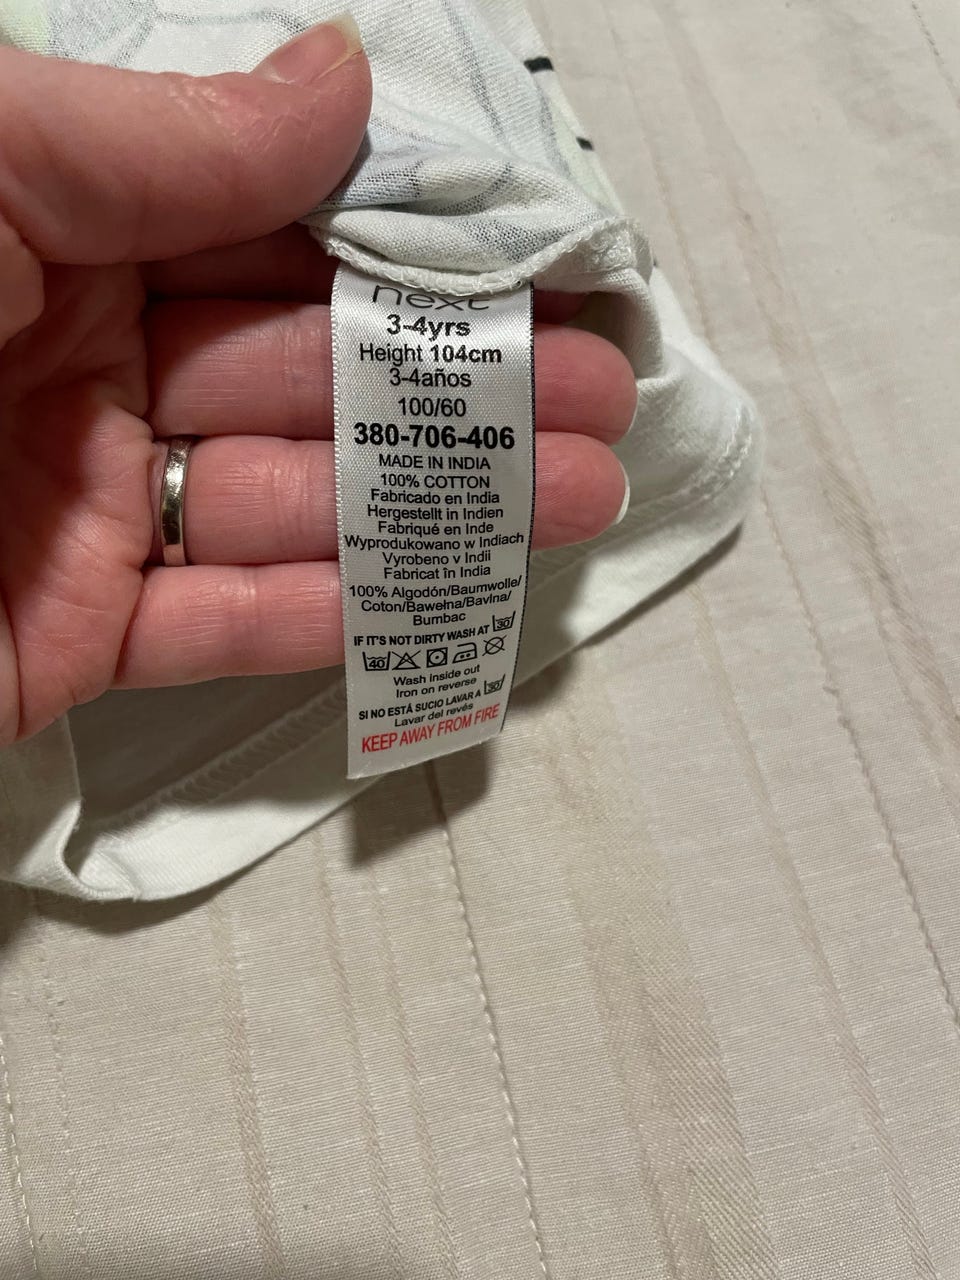 next
3-4yrs
Height 104cm
3-4años
100/60
380-706-406
MADE IN INDIA
100% COTTON
Fabricado en India
Hergestellt in Indien
Fabriqué en Inde
Wyprodukowano w Indiach
Vyrobeno v Indii
Fabricat în India
100% Algodón/Baumwolle/
Coton/Bawełna/Bavlna/
Bumbac
IF IT'S NOT DIRTY WASH AT 30
40
Wash inside out
Iron on reverse
SI NO ESTÁ SUCIO LAVAR A 30
Lavar del revés
KEEP AWAY FROM FIRE